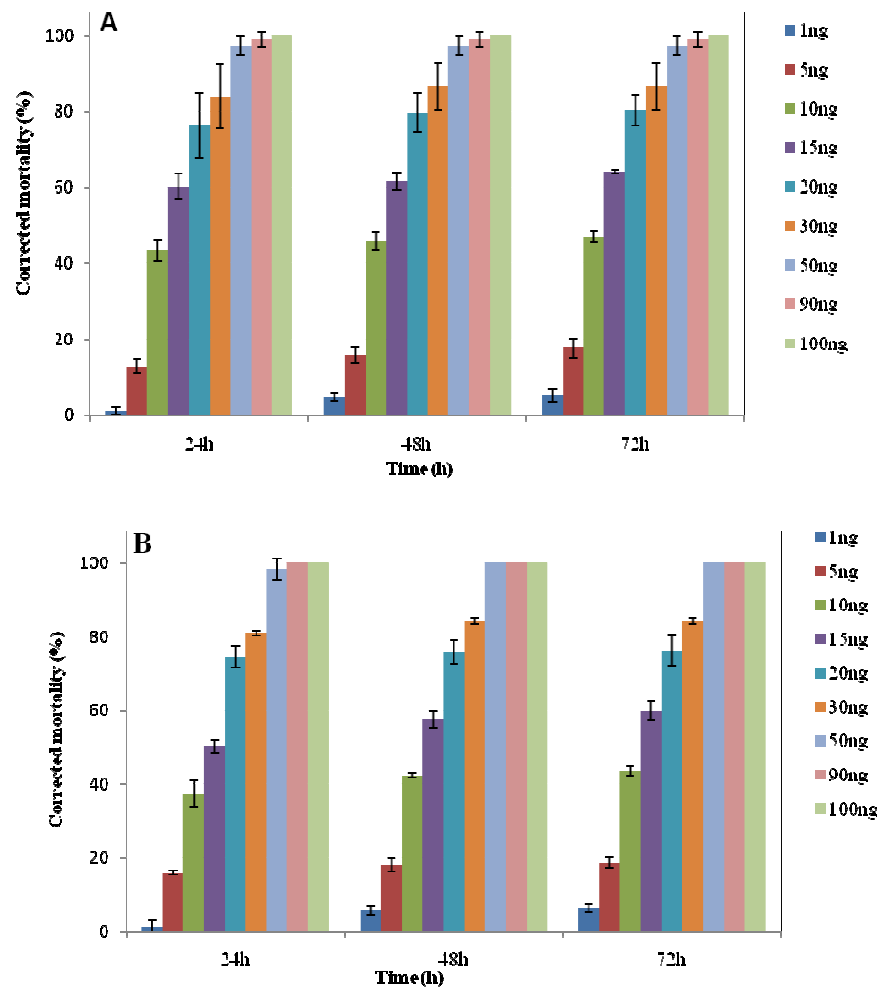 A
Corrected mortality (%)
100
80
60
40
20
0
24h
48h
72h
Time (h)
1ng
5ng
10ng
15ng
20ng
30ng
50ng
90ng
100ng
B
Corrected mortality (%)
100
80
60
40
20
0
24h
48h
72h
Time (h)
1ng
5ng
10ng
15ng
20ng
30ng
50ng
90ng
100ng